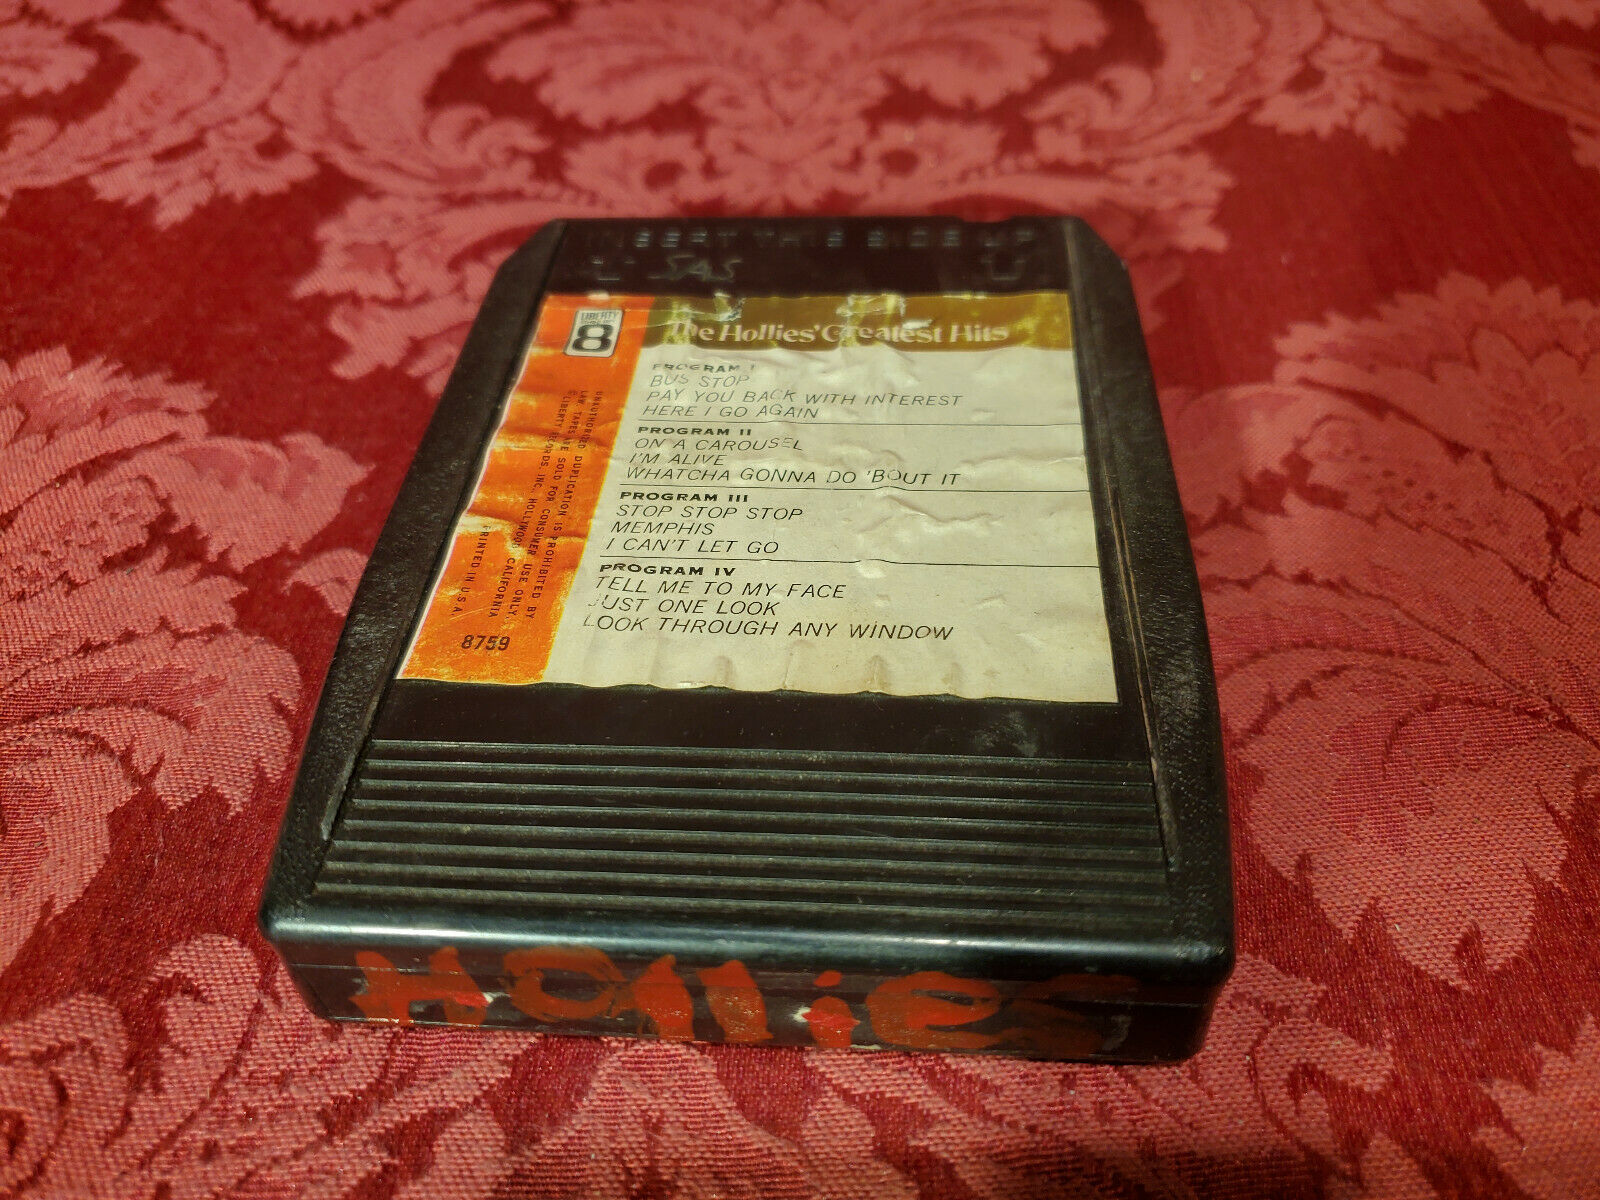 INSERT THIS SIDE UP
SAS
LIBERTY
8
The Hollies' Greatest Hits
PROGRAM I
BUS STOP
PAY YOU BACK WITH INTEREST
HERE I GO AGAIN
PROGRAM II
ON A CAROUSEL
I'M ALIVE
WHATCHA GONNA DO 'BOUT IT
PROGRAM III
STOP STOP STOP
MEMPHIS
I CAN'T LET GO
PROGRAM IV
TELL ME TO MY FACE
JUST ONE LOOK
LOOK THROUGH ANY WINDOW
UNAUTHORIZED DUPLICATION IS PROHIBITED BY
LAW. TAPES ARE SOLD FOR CONSUMER USE ONLY.
LIBERTY RECORDS, INC. HOLLYWOOD, CALIFORNIA
PRINTED IN U.S.A.
8759
Hollies